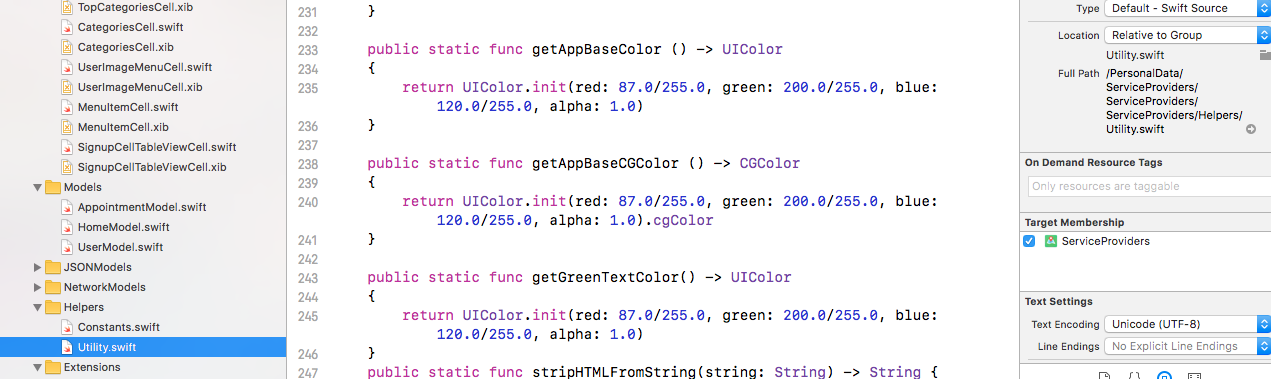 TopCategoriesCell.xib
CategoriesCell.swift
CategoriesCell.xib
UserImageMenuCell.swift
UserImageMenuCell.xib
MenuItemCell.swift
MenuItemCell.xib
SignupCellTableViewCell.swift
SignupCellTableViewCell.xib
Models
AppointmentModel.swift
HomeModel.swift
UserModel.swift
JSONModels
NetworkModels
Helpers
Constants.swift
Utility.swift
Extensions
231 }
232
233 public static func getAppBaseColor () -> UIColor
234 {
235 return UIColor.init(red: 87.0/255.0, green: 200.0/255.0, blue:
120.0/255.0, alpha: 1.0)
236 }
237
238 public static func getAppBaseCGColor () -> CGColor
239 {
240 return UIColor.init(red: 87.0/255.0, green: 200.0/255.0, blue:
120.0/255.0, alpha: 1.0).cgColor
241 }
242
243 public static func getGreenTextColor() -> UIColor
244 {
245 return UIColor.init(red: 87.0/255.0, green: 200.0/255.0, blue:
120.0/255.0, alpha: 1.0)
246 }
247 public static func stripHTMLFromString(string: String) -> String {
Type Default - Swift Source
Location Relative to Group
Utility.swift
Full Path /PersonalData/
ServiceProviders/
ServiceProviders/
ServiceProviders/Helpers/
Utility.swift
On Demand Resource Tags
Only resources are taggable
Target Membership
ServiceProviders
Text Settings
Text Encoding Unicode (UTF-8)
Line Endings No Explicit Line Endings